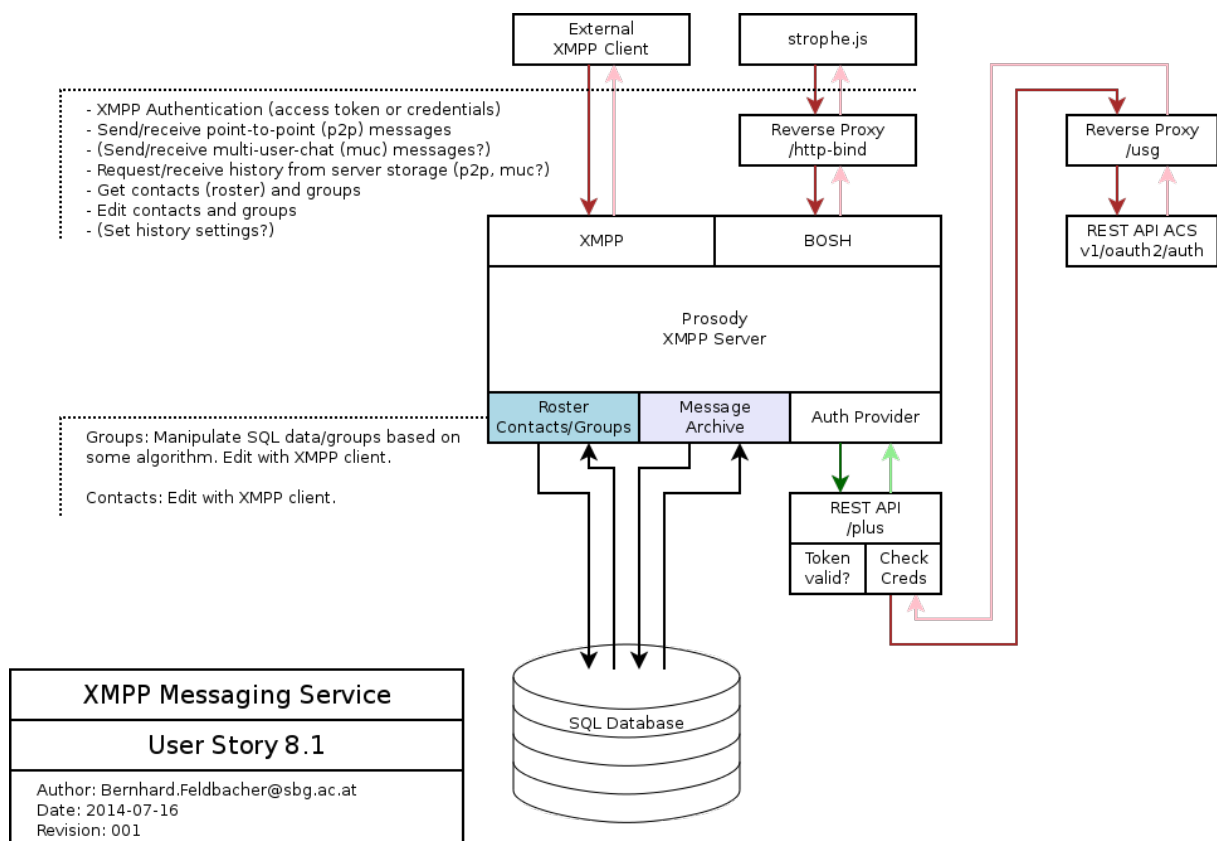 External
XMPP Client
strophe.js
- XMPP Authentication (access token or credentials)
- Send/receive point-to-point (p2p) messages
- (Send/receive multi-user-chat (muc) messages?)
- Request/receive history from server storage (p2p, muc?)
- Get contacts (roster) and groups
- Edit contacts and groups
- (Set history settings?)
Reverse Proxy
/http-bind
Reverse Proxy
/usg
REST API ACS
v1/oauth2/auth
XMPP
BOSH
Prosody
XMPP Server
Roster
Contacts/Groups
Message
Archive
Auth Provider
Groups: Manipulate SQL data/groups based on
some algorithm. Edit with XMPP client.
Contacts: Edit with XMPP client.
REST API
/plus
Token
valid?
Check
Creds
SQL Database
XMPP Messaging Service
User Story 8.1
Author: Bernhard.Feldbacher@sbg.ac.at
Date: 2014-07-16
Revision: 001